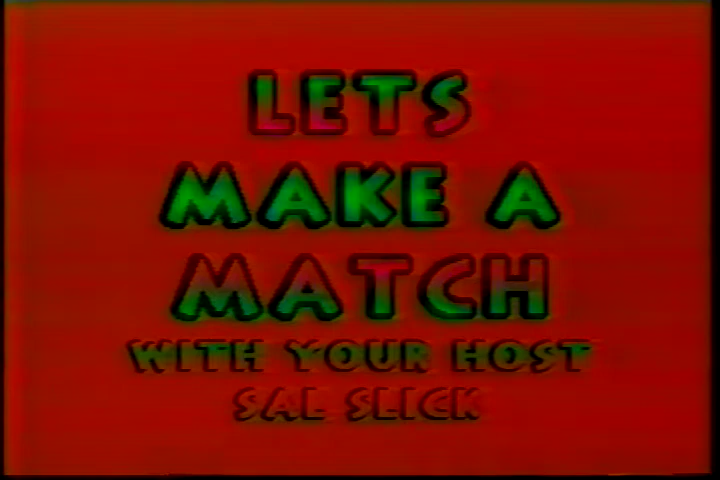 LETS
MAKE A
MATCH
WITH YOUR HOST
SAL SLICK